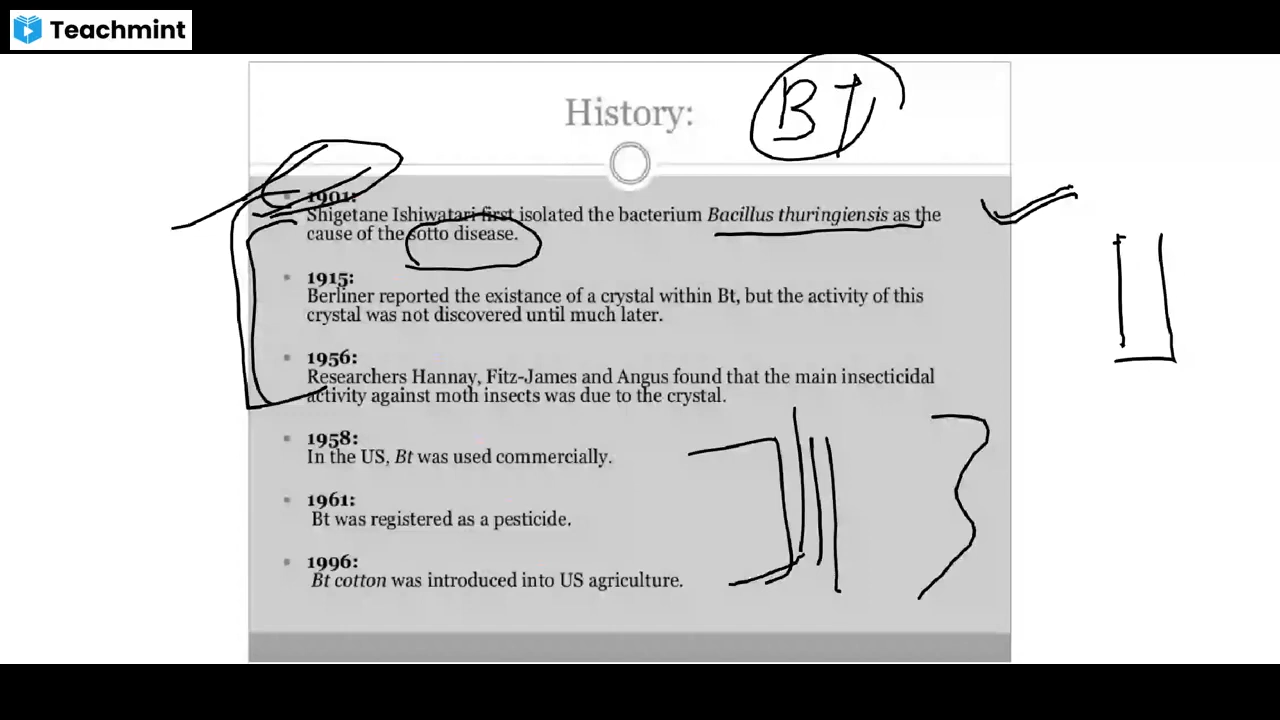 Teachmint
History:
Bt
1901:
Shigetane Ishiwatari first isolated the bacterium Bacillus thuringiensis as the
cause of the sotto disease.
1915:
Berliner reported the existance of a crystal within Bt, but the activity of this
crystal was not discovered until much later.
1956:
Researchers Hannay, Fitz-James and Angus found that the main insecticidal
activity against moth insects was due to the crystal.
1958:
In the US, Bt was used commercially.
1961:
Bt was registered as a pesticide.
1996:
Bt cotton was introduced into US agriculture.